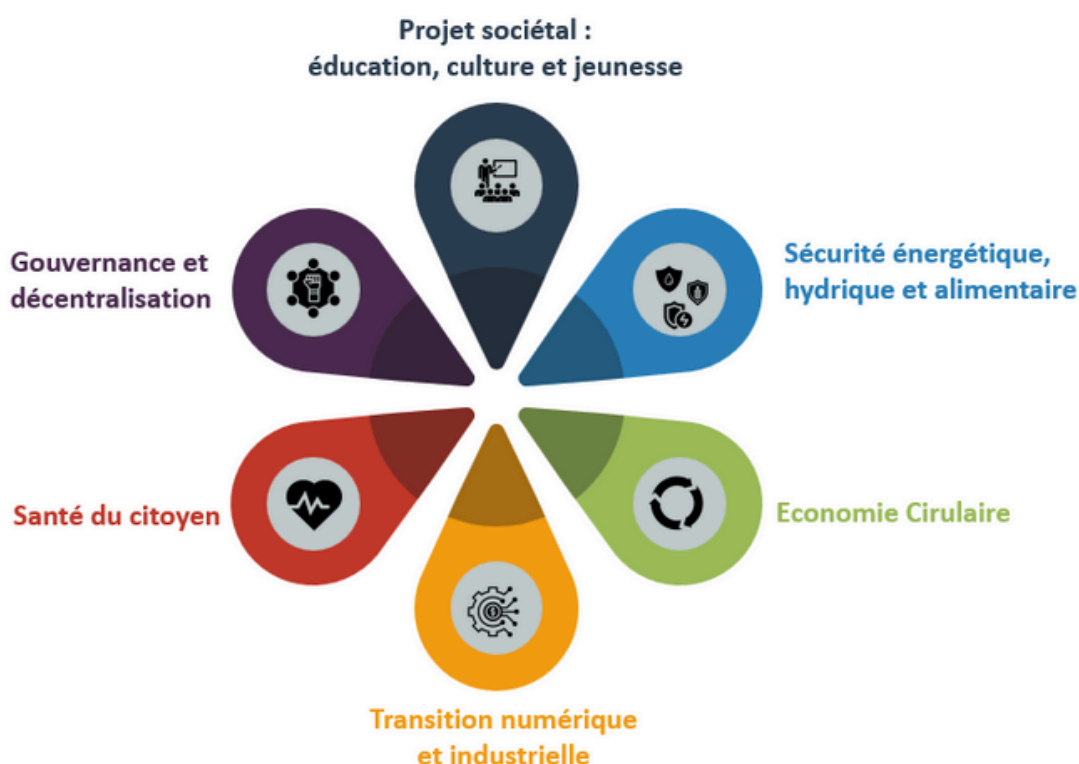 Projet sociétal :
éducation, culture et jeunesse
Gouvernance et
décentralisation
Sécurité énergétique,
hydrique et alimentaire
Santé du citoyen
Economie Cirulaire
Transition numérique
et industrielle